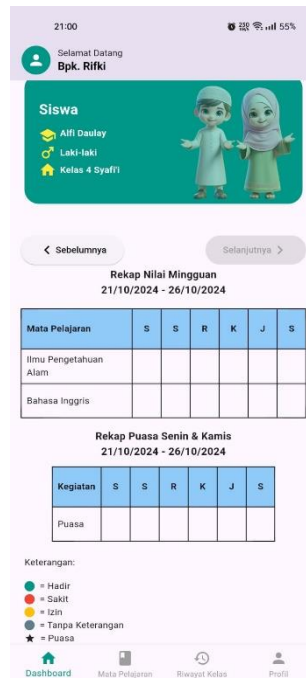 21:00
55%
Selamat Datang
Bpk. Rifki
Siswa
Alfi Daulay
Laki-laki
Kelas 4 Syafi'i
Sebelumnya
Selanjutnya
Rekap Nilai Mingguan
21/10/2024 - 26/10/2024
Mata Pelajaran S S R K J S
Ilmu Pengetahuan
Alam
Bahasa Inggris
Rekap Puasa Senin & Kamis
21/10/2024 - 26/10/2024
Kegiatan S S R K J S
Puasa
Keterangan:
= Hadir
= Sakit
= Izin
= Tanpa Keterangan
★ = Puasa
Dashboard Mata Pelajaran Riwayat Kelas Profil